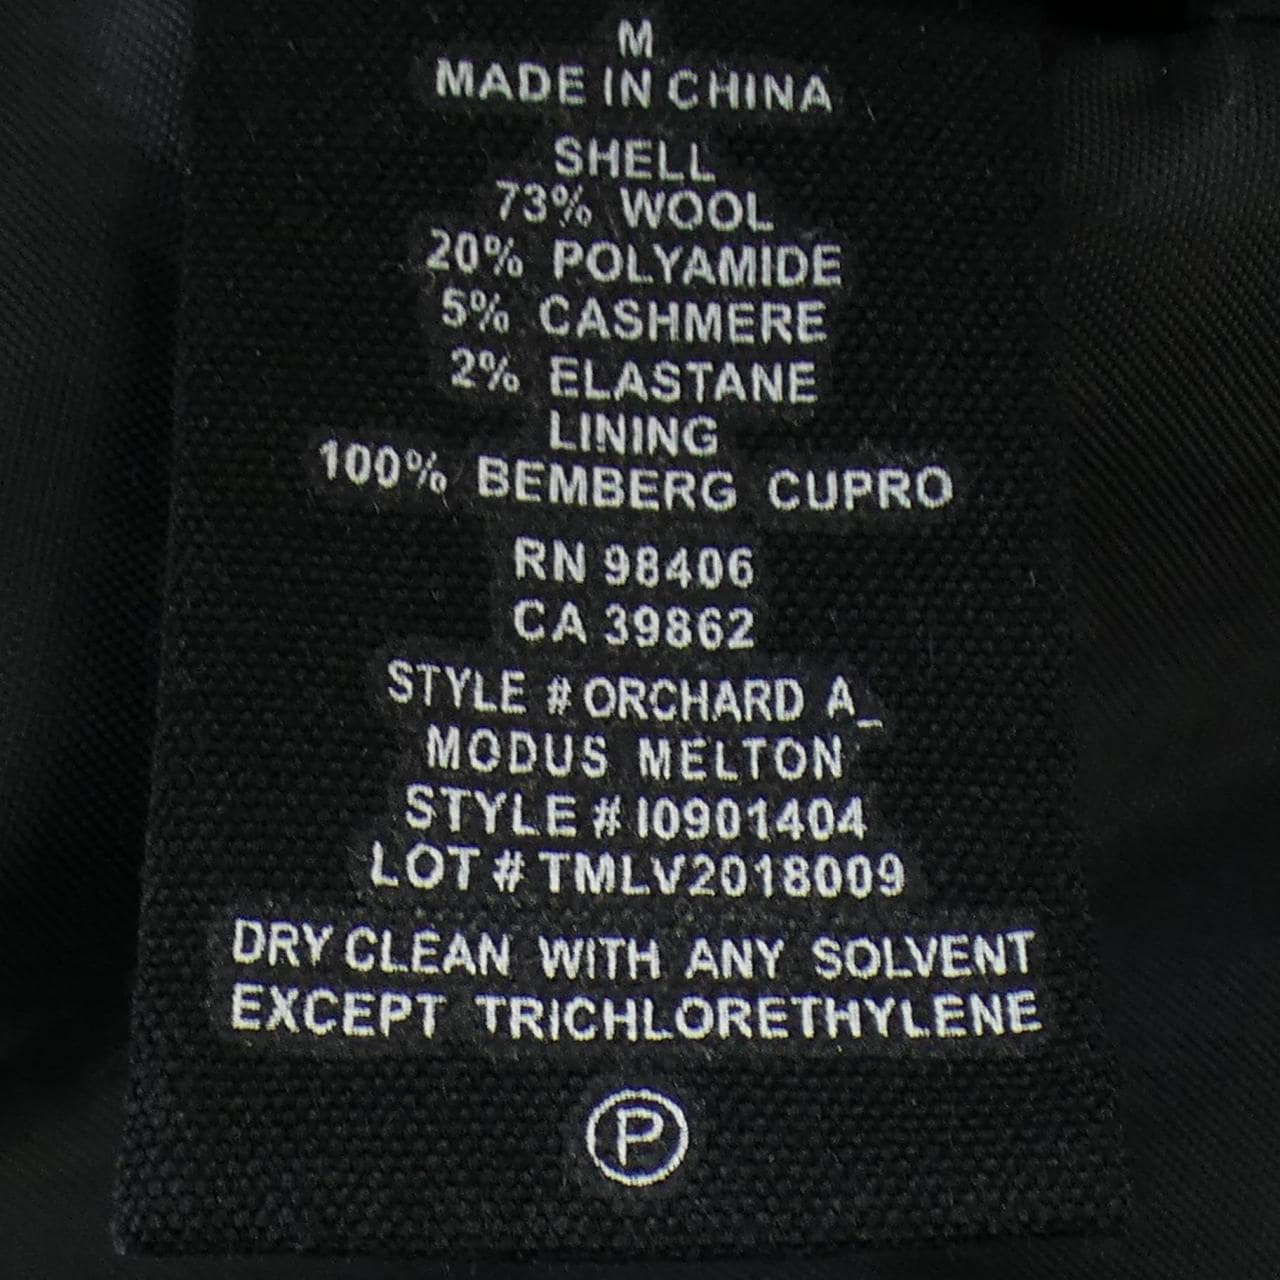 M
MADE IN CHINA
SHELL
73% WOOL
20% POLYAMIDE
5% CASHMERE
2% ELASTANE
LINING
100% BEMBERG CUPRO
RN 98406
CA 39862
STYLE # ORCHARD A_
MODUS MELTON
STYLE # I0901404
LOT # TMLV2018009
DRY CLEAN WITH ANY SOLVENT
EXCEPT TRICHLORETHYLENE
P